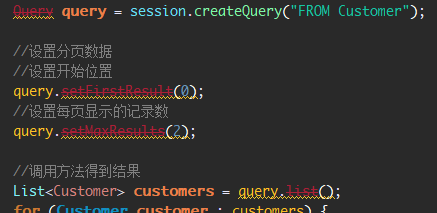 Query query = session.createQuery("FROM Customer");
//设置分页数据
//设置开始位置
query.setFirstResult(0);
//设置每页显示的记录数
query.setMaxResults(2);
//调用方法得到结果
List<Customer> customers = query.list();
for (Customer customer : customers) {